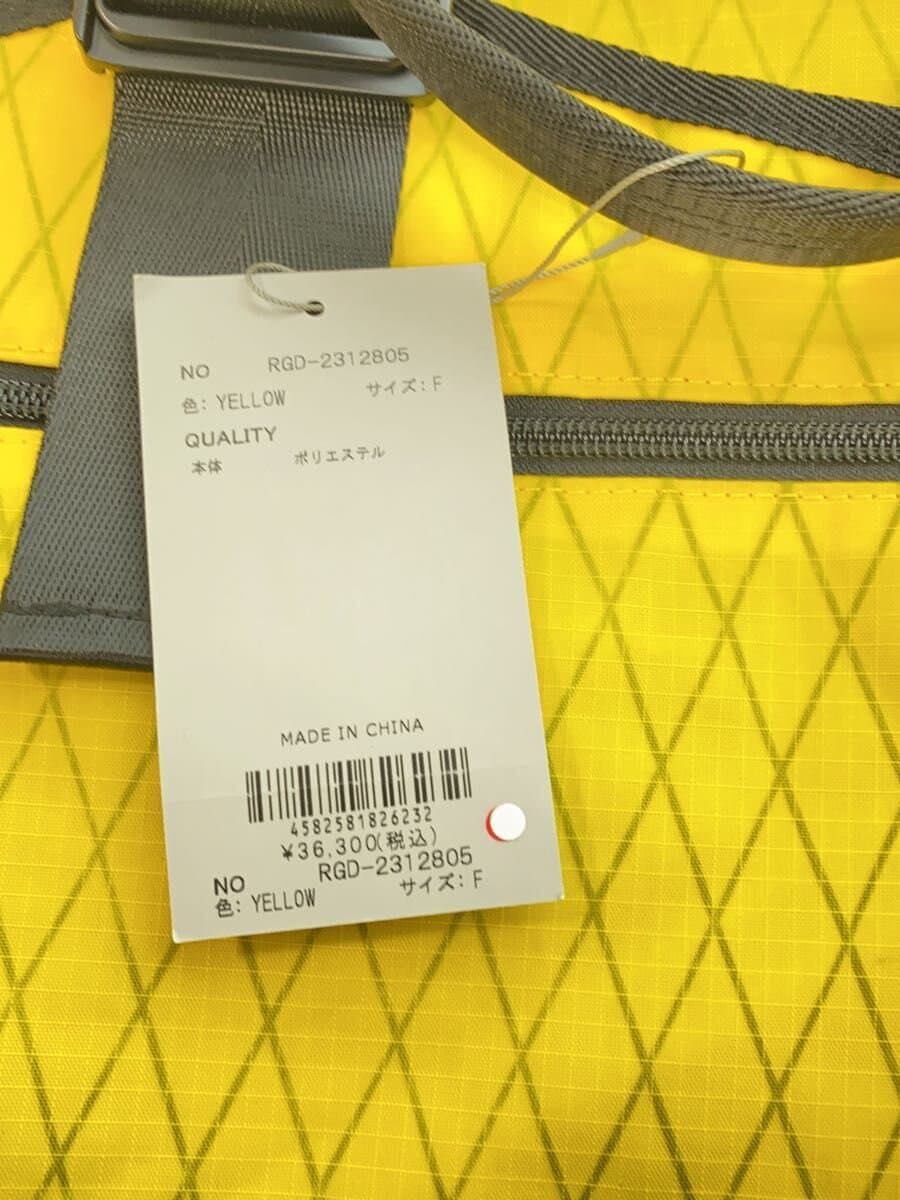 NO RGD-2312805
色: YELLOW サイズ: F
QUALITY
本体 ポリエステル
MADE IN CHINA
4582581826232
¥36,300(税込)
NO RGD-2312805
色: YELLOW サイズ: F